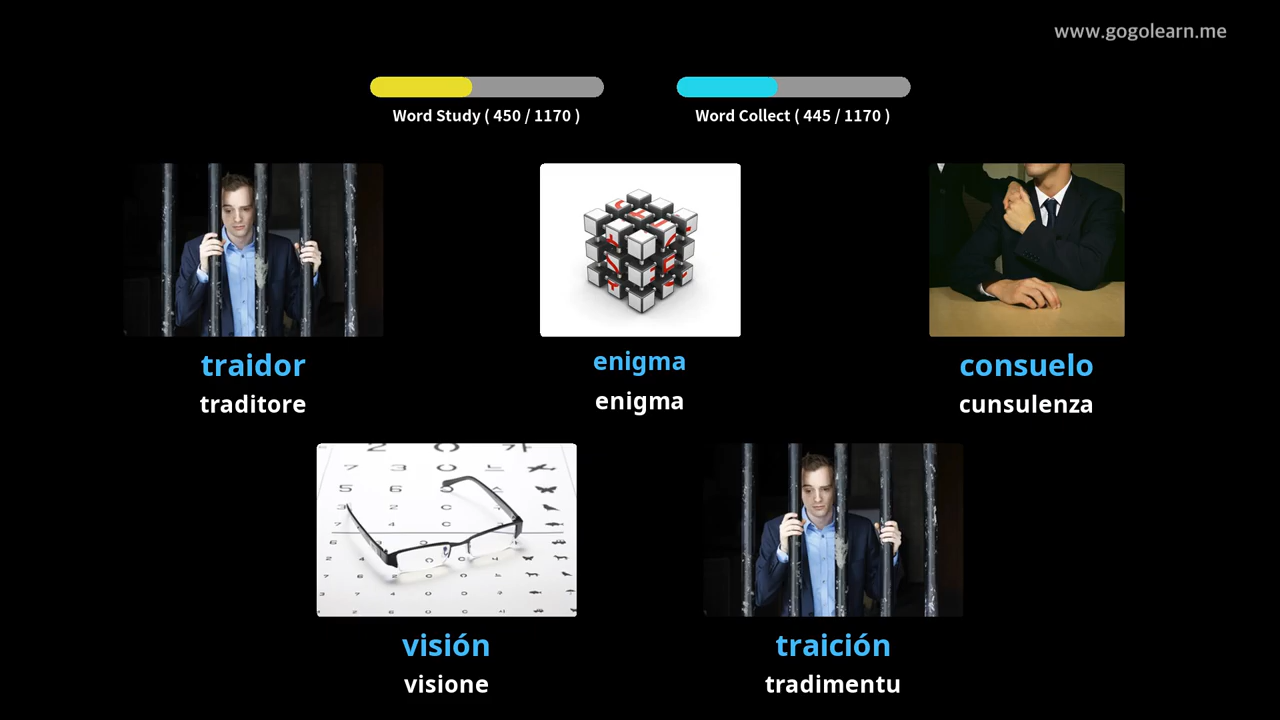 www.gogolearn.me
Word Study ( 450 / 1170 )
Word Collect ( 445 / 1170 )
traidor
traditore
enigma
enigma
consuelo
cunsulenza
visión
visione
traición
tradimentu